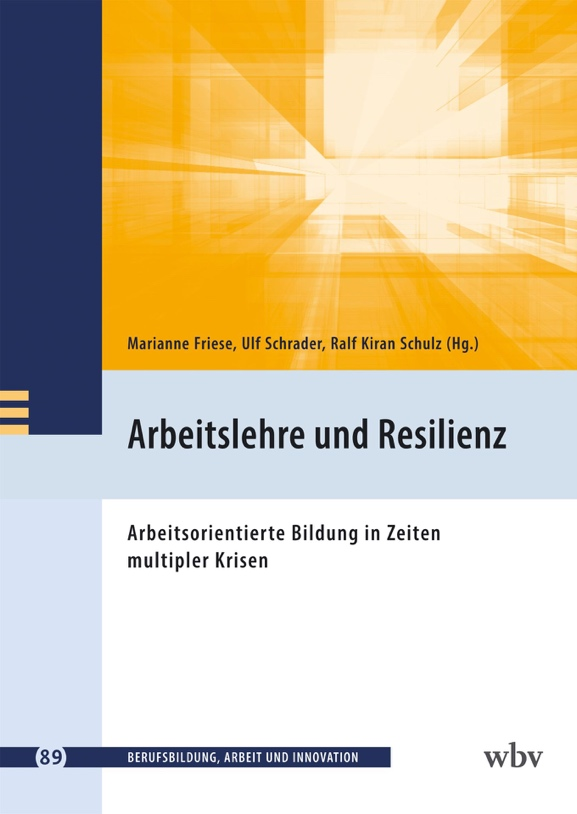 Marianne Friese, Ulf Schrader, Ralf Kiran Schulz (Hg.)
Arbeitslehre und Resilienz
Arbeitsorientierte Bildung in Zeiten
multipler Krisen
(89) BERUFSBILDUNG, ARBEIT UND INNOVATION
wbv